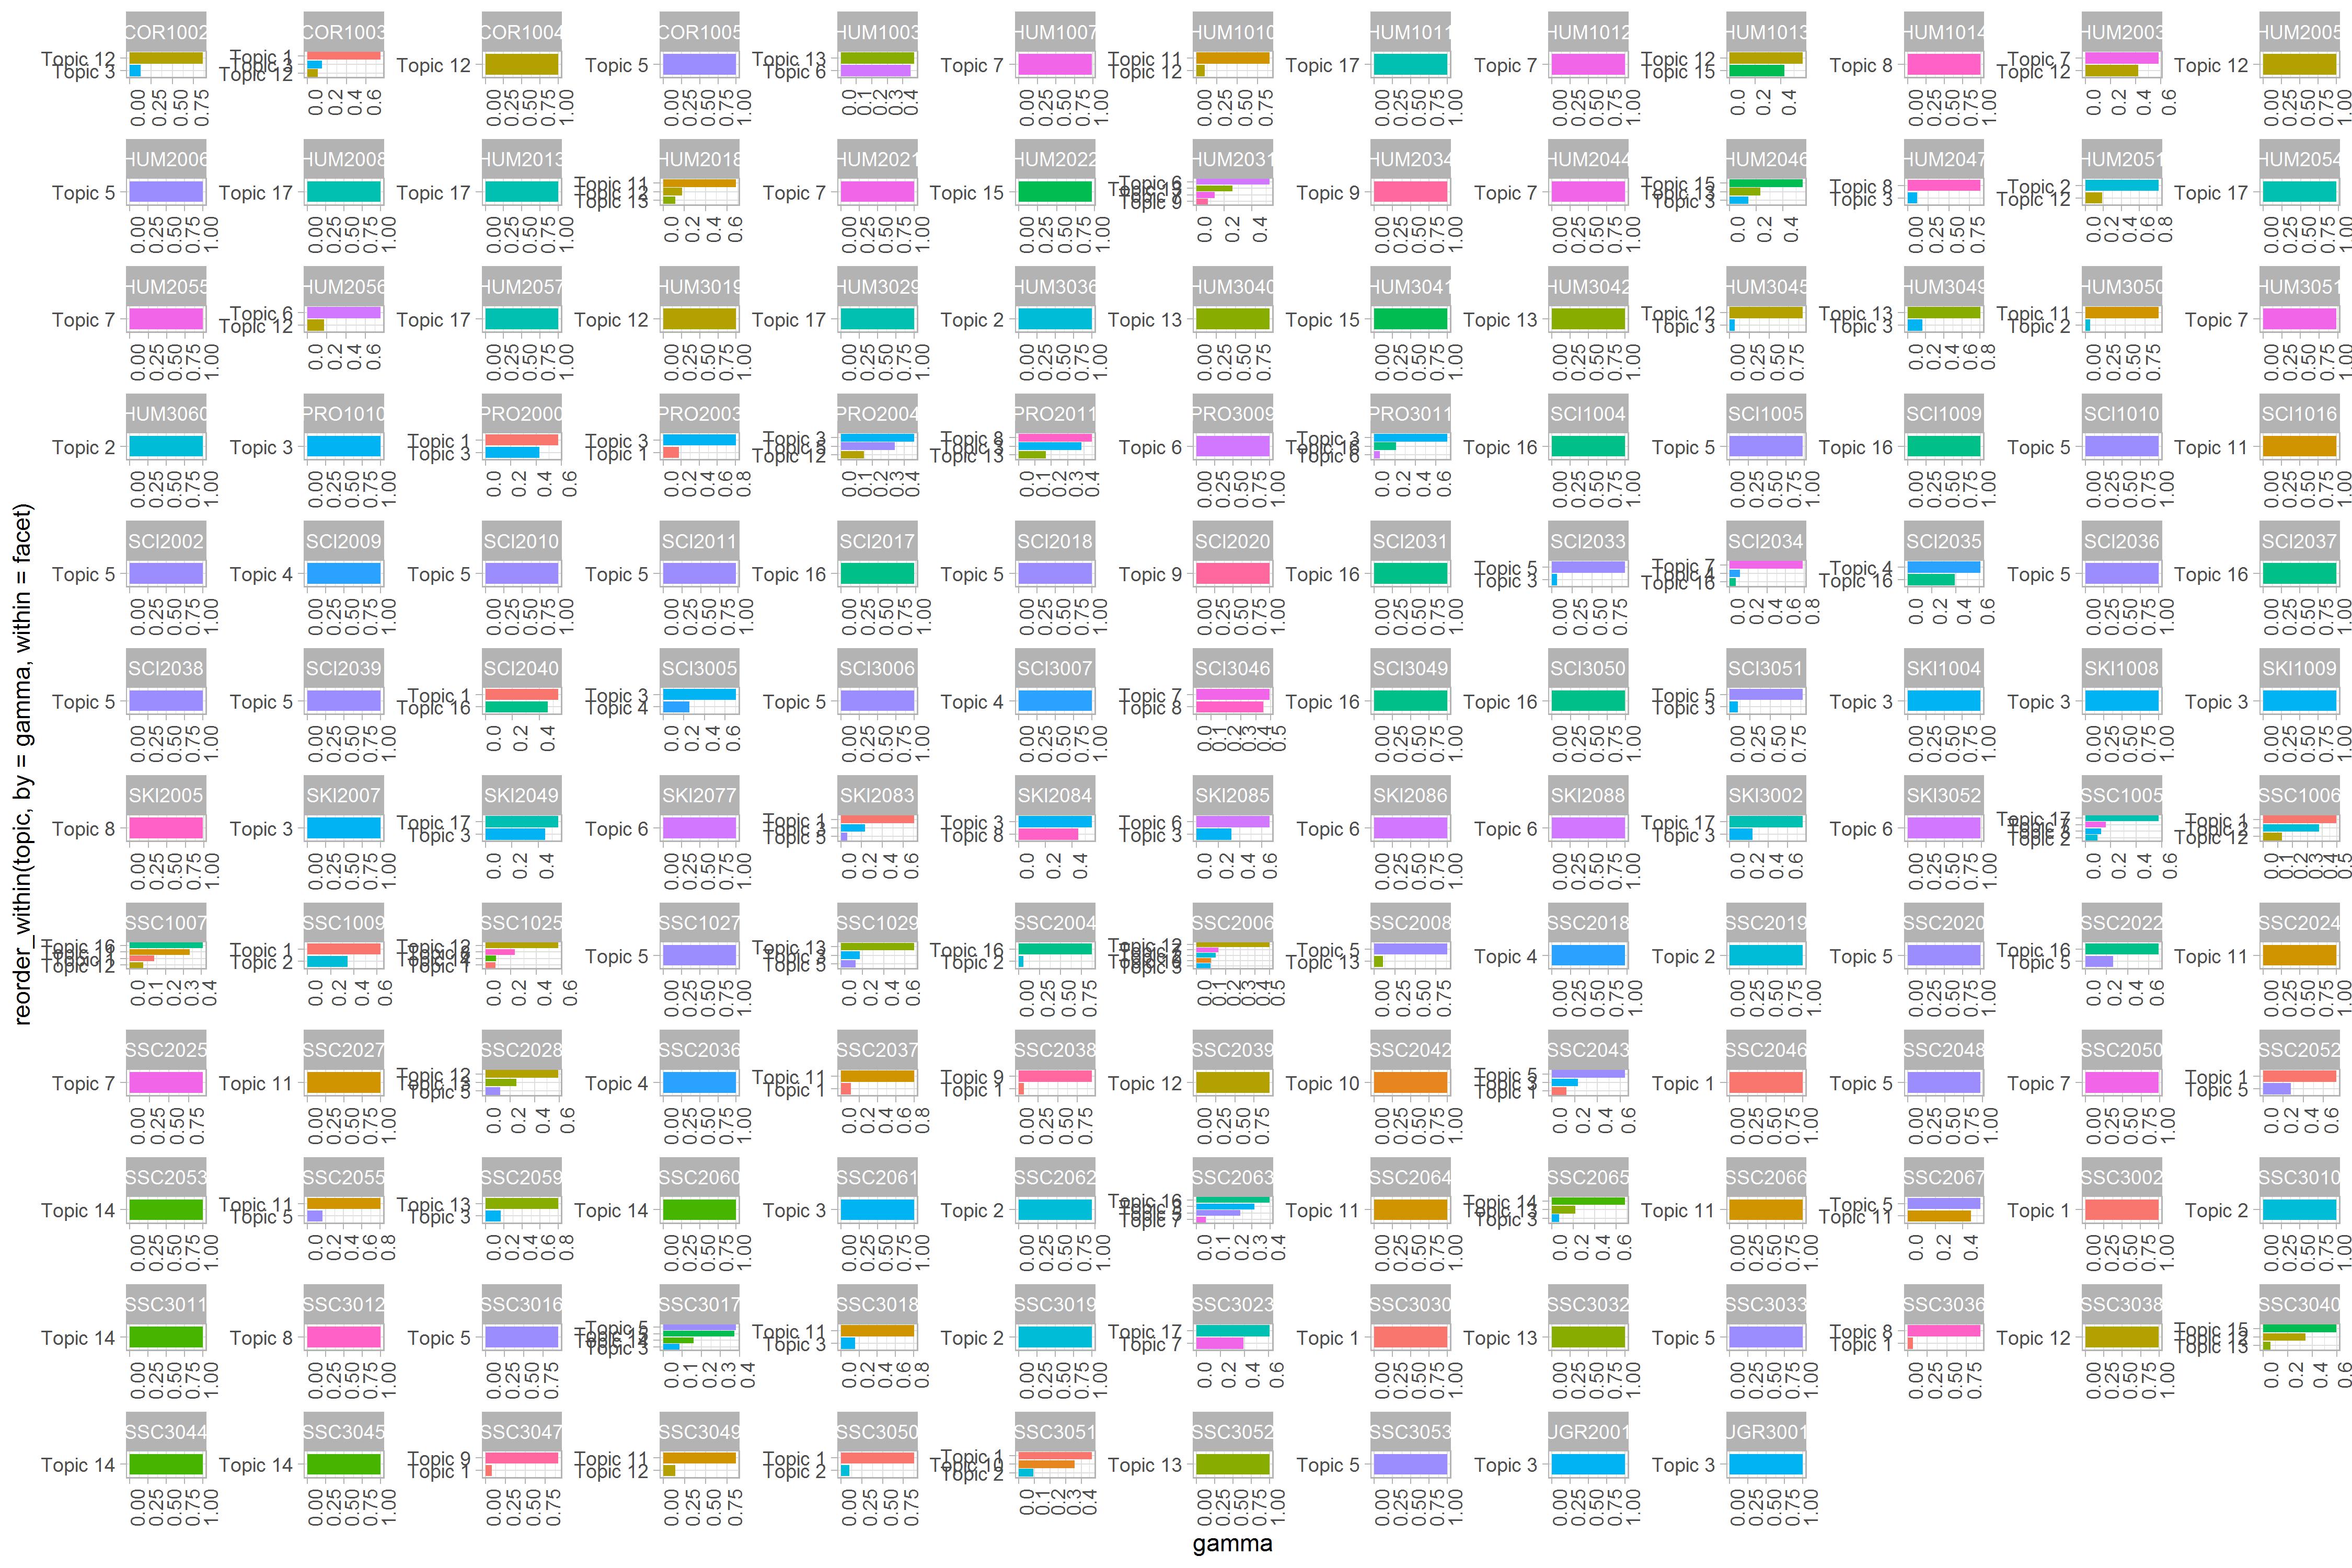 COR1002 COR1003 COR1004 COR1005 HUM1003 HUM1007 HUM1010 HUM1011 HUM1012 HUM1013 HUM1014 HUM2003 HUM2005
Topic 12 Topic 1 Topic 12 Topic 5 Topic 13 Topic 7 Topic 11 Topic 17 Topic 7 Topic 12 Topic 8 Topic 7 Topic 12
Topic 3 Topic 3 Topic 6 Topic 12 Topic 15 Topic 12
Topic 12
0.00 0.25 0.50 0.75 0.0 0.2 0.4 0.6 0.00 0.25 0.50 0.75 1.00 0.00 0.25 0.50 0.75 1.00 0.0 0.1 0.2 0.3 0.4 0.00 0.25 0.50 0.75 1.00 0.00 0.25 0.50 0.75 0.00 0.25 0.50 0.75 1.00 0.00 0.25 0.50 0.75 1.00 0.0 0.2 0.4 0.00 0.25 0.50 0.75 1.00 0.0 0.2 0.4 0.6 0.00 0.25 0.50 0.75 1.00
HUM2006 HUM2008 HUM2013 HUM2018 HUM2021 HUM2022 HUM2031 HUM2034 HUM2044 HUM2046 HUM2047 HUM2051 HUM2054
Topic 5 Topic 17 Topic 17 Topic 11 Topic 7 Topic 15 Topic 6 Topic 9 Topic 7 Topic 15 Topic 8 Topic 2 Topic 17
Topic 12 Topic 13 Topic 13 Topic 3 Topic 12
Topic 13 Topic 7 Topic 3
Topic 9
0.00 0.25 0.50 0.75 1.00 0.00 0.25 0.50 0.75 1.00 0.00 0.25 0.50 0.75 1.00 0.0 0.2 0.4 0.6 0.00 0.25 0.50 0.75 1.00 0.00 0.25 0.50 0.75 1.00 0.0 0.2 0.4 0.00 0.25 0.50 0.75 1.00 0.00 0.25 0.50 0.75 1.00 0.0 0.2 0.4 0.00 0.25 0.50 0.75 0.0 0.2 0.4 0.6 0.8 0.00 0.25 0.50 0.75 1.00
HUM2055 HUM2056 HUM2057 HUM3019 HUM3029 HUM3036 HUM3040 HUM3041 HUM3042 HUM3045 HUM3049 HUM3050 HUM3051
Topic 7 Topic 6 Topic 17 Topic 12 Topic 17 Topic 2 Topic 13 Topic 15 Topic 13 Topic 12 Topic 13 Topic 11 Topic 7
Topic 12 Topic 3 Topic 3 Topic 2
0.00 0.25 0.50 0.75 1.00 0.0 0.2 0.4 0.6 0.00 0.25 0.50 0.75 1.00 0.00 0.25 0.50 0.75 1.00 0.00 0.25 0.50 0.75 1.00 0.00 0.25 0.50 0.75 1.00 0.00 0.25 0.50 0.75 0.00 0.25 0.50 0.75 1.00 0.00 0.25 0.50 0.75 1.00 0.00 0.25 0.50 0.75 0.0 0.2 0.4 0.6 0.8 0.00 0.25 0.50 0.75 0.00 0.25 0.50 0.75 1.00
HUM3060 PRO1010 PRO2000 PRO2003 PRO2004 PRO2011 PRO3009 PRO3011 SCI1004 SCI1005 SCI1009 SCI1010 SCI1016
Topic 2 Topic 3 Topic 1 Topic 3 Topic 3 Topic 8 Topic 6 Topic 3 Topic 16 Topic 5 Topic 16 Topic 5 Topic 11
Topic 3 Topic 1 Topic 5 Topic 3 Topic 16
Topic 12 Topic 13 Topic 6
0.00 0.25 0.50 0.75 1.00 0.00 0.25 0.50 0.75 1.00 0.0 0.2 0.4 0.6 0.0 0.2 0.4 0.6 0.8 0.0 0.1 0.2 0.3 0.4 0.0 0.1 0.2 0.3 0.4 0.00 0.25 0.50 0.75 1.00 0.0 0.2 0.4 0.6 0.00 0.25 0.50 0.75 1.00 0.00 0.25 0.50 0.75 1.00 0.00 0.25 0.50 0.75 1.00 0.00 0.25 0.50 0.75 1.00 0.00 0.25 0.50 0.75 1.00
SCI2002 SCI2009 SCI2010 SCI2011 SCI2017 SCI2018 SCI2020 SCI2031 SCI2033 SCI2034 SCI2035 SCI2036 SCI2037
Topic 5 Topic 4 Topic 5 Topic 5 Topic 16 Topic 5 Topic 9 Topic 16 Topic 5 Topic 7 Topic 4 Topic 5 Topic 16
Topic 3 Topic 16 Topic 16
0.00 0.25 0.50 0.75 1.00 0.00 0.25 0.50 0.75 1.00 0.00 0.25 0.50 0.75 1.00 0.00 0.25 0.50 0.75 1.00 0.00 0.25 0.50 0.75 1.00 0.00 0.25 0.50 0.75 1.00 0.00 0.25 0.50 0.75 1.00 0.00 0.25 0.50 0.75 1.00 0.00 0.25 0.50 0.75 0.0 0.2 0.4 0.6 0.8 0.0 0.2 0.4 0.6 0.00 0.25 0.50 0.75 1.00 0.00 0.25 0.50 0.75 1.00
SCI2038 SCI2039 SCI2040 SCI3005 SCI3006 SCI3007 SCI3046 SCI3049 SCI3050 SCI3051 SKI1004 SKI1008 SKI1009
Topic 5 Topic 5 Topic 1 Topic 3 Topic 5 Topic 4 Topic 7 Topic 16 Topic 16 Topic 5 Topic 3 Topic 3 Topic 3
Topic 16 Topic 4 Topic 8 Topic 3
0.00 0.25 0.50 0.75 1.00 0.00 0.25 0.50 0.75 1.00 0.0 0.2 0.4 0.0 0.2 0.4 0.6 0.00 0.25 0.50 0.75 1.00 0.00 0.25 0.50 0.75 1.00 0.0 0.1 0.2 0.3 0.4 0.5 0.00 0.25 0.50 0.75 1.00 0.00 0.25 0.50 0.75 1.00 0.00 0.25 0.50 0.75 0.00 0.25 0.50 0.75 1.00 0.00 0.25 0.50 0.75 1.00 0.00 0.25 0.50 0.75 1.00
SKI2005 SKI2007 SKI2049 SKI2077 SKI2083 SKI2084 SKI2085 SKI2086 SKI2088 SKI3002 SKI3052 SSC1005 SSC1006
Topic 8 Topic 3 Topic 17 Topic 6 Topic 1 Topic 3 Topic 6 Topic 6 Topic 6 Topic 17 Topic 6 Topic 17 Topic 1
Topic 3 Topic 3 Topic 8 Topic 3 Topic 3 Topic 2
Topic 5 Topic 2 Topic 12
0.00 0.25 0.50 0.75 1.00 0.00 0.25 0.50 0.75 1.00 0.0 0.2 0.4 0.00 0.25 0.50 0.75 1.00 0.0 0.2 0.4 0.6 0.0 0.2 0.4 0.0 0.2 0.4 0.6 0.00 0.25 0.50 0.75 1.00 0.00 0.25 0.50 0.75 1.00 0.0 0.2 0.4 0.6 0.00 0.25 0.50 0.75 1.00 0.0 0.2 0.4 0.6 0.0 0.1 0.2 0.3 0.4 0.5
SSC1007 SSC1009 SSC1025 SSC1027 SSC1029 SSC2004 SSC2006 SSC2008 SSC2018 SSC2019 SSC2020 SSC2022 SSC2024
Topic 16 Topic 1 Topic 12 Topic 5 Topic 13 Topic 16 Topic 12 Topic 5 Topic 4 Topic 2 Topic 5 Topic 16 Topic 11
Topic 2 Topic 3 Topic 2 Topic 13 Topic 5
Topic 12 Topic 1 Topic 5 Topic 3
0.0 0.1 0.2 0.3 0.4 0.0 0.2 0.4 0.6 0.0 0.2 0.4 0.6 0.00 0.25 0.50 0.75 1.00 0.0 0.2 0.4 0.6 0.00 0.25 0.50 0.75 0.0 0.1 0.2 0.3 0.4 0.5 0.00 0.25 0.50 0.75 0.00 0.25 0.50 0.75 1.00 0.00 0.25 0.50 0.75 1.00 0.00 0.25 0.50 0.75 1.00 0.0 0.2 0.4 0.6 0.00 0.25 0.50 0.75 1.00
SSC2025 SSC2027 SSC2028 SSC2036 SSC2037 SSC2038 SSC2039 SSC2042 SSC2043 SSC2046 SSC2048 SSC2050 SSC2052
Topic 7 Topic 11 Topic 12 Topic 4 Topic 11 Topic 9 Topic 12 Topic 10 Topic 5 Topic 1 Topic 5 Topic 7 Topic 1
Topic 13 Topic 1 Topic 1 Topic 3 Topic 5
Topic 5 Topic 1
0.00 0.25 0.50 0.75 0.00 0.25 0.50 0.75 1.00 0.0 0.2 0.4 0.6 0.00 0.25 0.50 0.75 1.00 0.0 0.2 0.4 0.6 0.8 0.00 0.25 0.50 0.75 0.00 0.25 0.50 0.75 0.00 0.25 0.50 0.75 1.00 0.0 0.2 0.4 0.6 0.00 0.25 0.50 0.75 1.00 0.00 0.25 0.50 0.75 1.00 0.00 0.25 0.50 0.75 1.00 0.0 0.2 0.4 0.6
SSC2053 SSC2055 SSC2059 SSC2060 SSC2061 SSC2062 SSC2063 SSC2064 SSC2065 SSC2066 SSC2067 SSC3002 SSC3010
Topic 14 Topic 11 Topic 13 Topic 14 Topic 3 Topic 2 Topic 16 Topic 11 Topic 14 Topic 11 Topic 5 Topic 1 Topic 2
Topic 5 Topic 3 Topic 13 Topic 11
Topic 7 Topic 3
0.00 0.25 0.50 0.75 1.00 0.0 0.2 0.4 0.6 0.8 0.0 0.2 0.4 0.6 0.8 0.00 0.25 0.50 0.75 1.00 0.00 0.25 0.50 0.75 1.00 0.00 0.25 0.50 0.75 1.00 0.0 0.1 0.2 0.3 0.4 0.00 0.25 0.50 0.75 1.00 0.0 0.2 0.4 0.6 0.00 0.25 0.50 0.75 1.00 0.0 0.2 0.4 0.00 0.25 0.50 0.75 1.00 0.00 0.25 0.50 0.75 1.00
SSC3011 SSC3012 SSC3016 SSC3017 SSC3018 SSC3019 SSC3023 SSC3030 SSC3032 SSC3033 SSC3036 SSC3038 SSC3040
Topic 14 Topic 8 Topic 5 Topic 5 Topic 11 Topic 2 Topic 17 Topic 1 Topic 13 Topic 5 Topic 8 Topic 12 Topic 15
Topic 15 Topic 3 Topic 7 Topic 1 Topic 12
Topic 3 Topic 13
0.00 0.25 0.50 0.75 1.00 0.00 0.25 0.50 0.75 1.00 0.00 0.25 0.50 0.75 0.0 0.1 0.2 0.3 0.4 0.0 0.2 0.4 0.6 0.8 0.00 0.25 0.50 0.75 1.00 0.0 0.2 0.4 0.6 0.00 0.25 0.50 0.75 1.00 0.00 0.25 0.50 0.75 1.00 0.00 0.25 0.50 0.75 1.00 0.00 0.25 0.50 0.75 0.00 0.25 0.50 0.75 1.00 0.0 0.2 0.4 0.6
SSC3044 SSC3045 SSC3047 SSC3049 SSC3050 SSC3051 SSC3052 SSC3053 UGR2001 UGR3001
Topic 14 Topic 14 Topic 9 Topic 11 Topic 1 Topic 1 Topic 13 Topic 5 Topic 3 Topic 3
Topic 1 Topic 12 Topic 2 Topic 10
Topic 2
0.00 0.25 0.50 0.75 1.00 0.00 0.25 0.50 0.75 1.00 0.00 0.25 0.50 0.75 0.00 0.25 0.50 0.75 0.00 0.25 0.50 0.75 0.0 0.1 0.2 0.3 0.4 0.00 0.25 0.50 0.75 1.00 0.00 0.25 0.50 0.75 1.00 0.00 0.25 0.50 0.75 1.00 0.00 0.25 0.50 0.75 1.00
reorder_within(topic, by = gamma, within = facet)
gamma